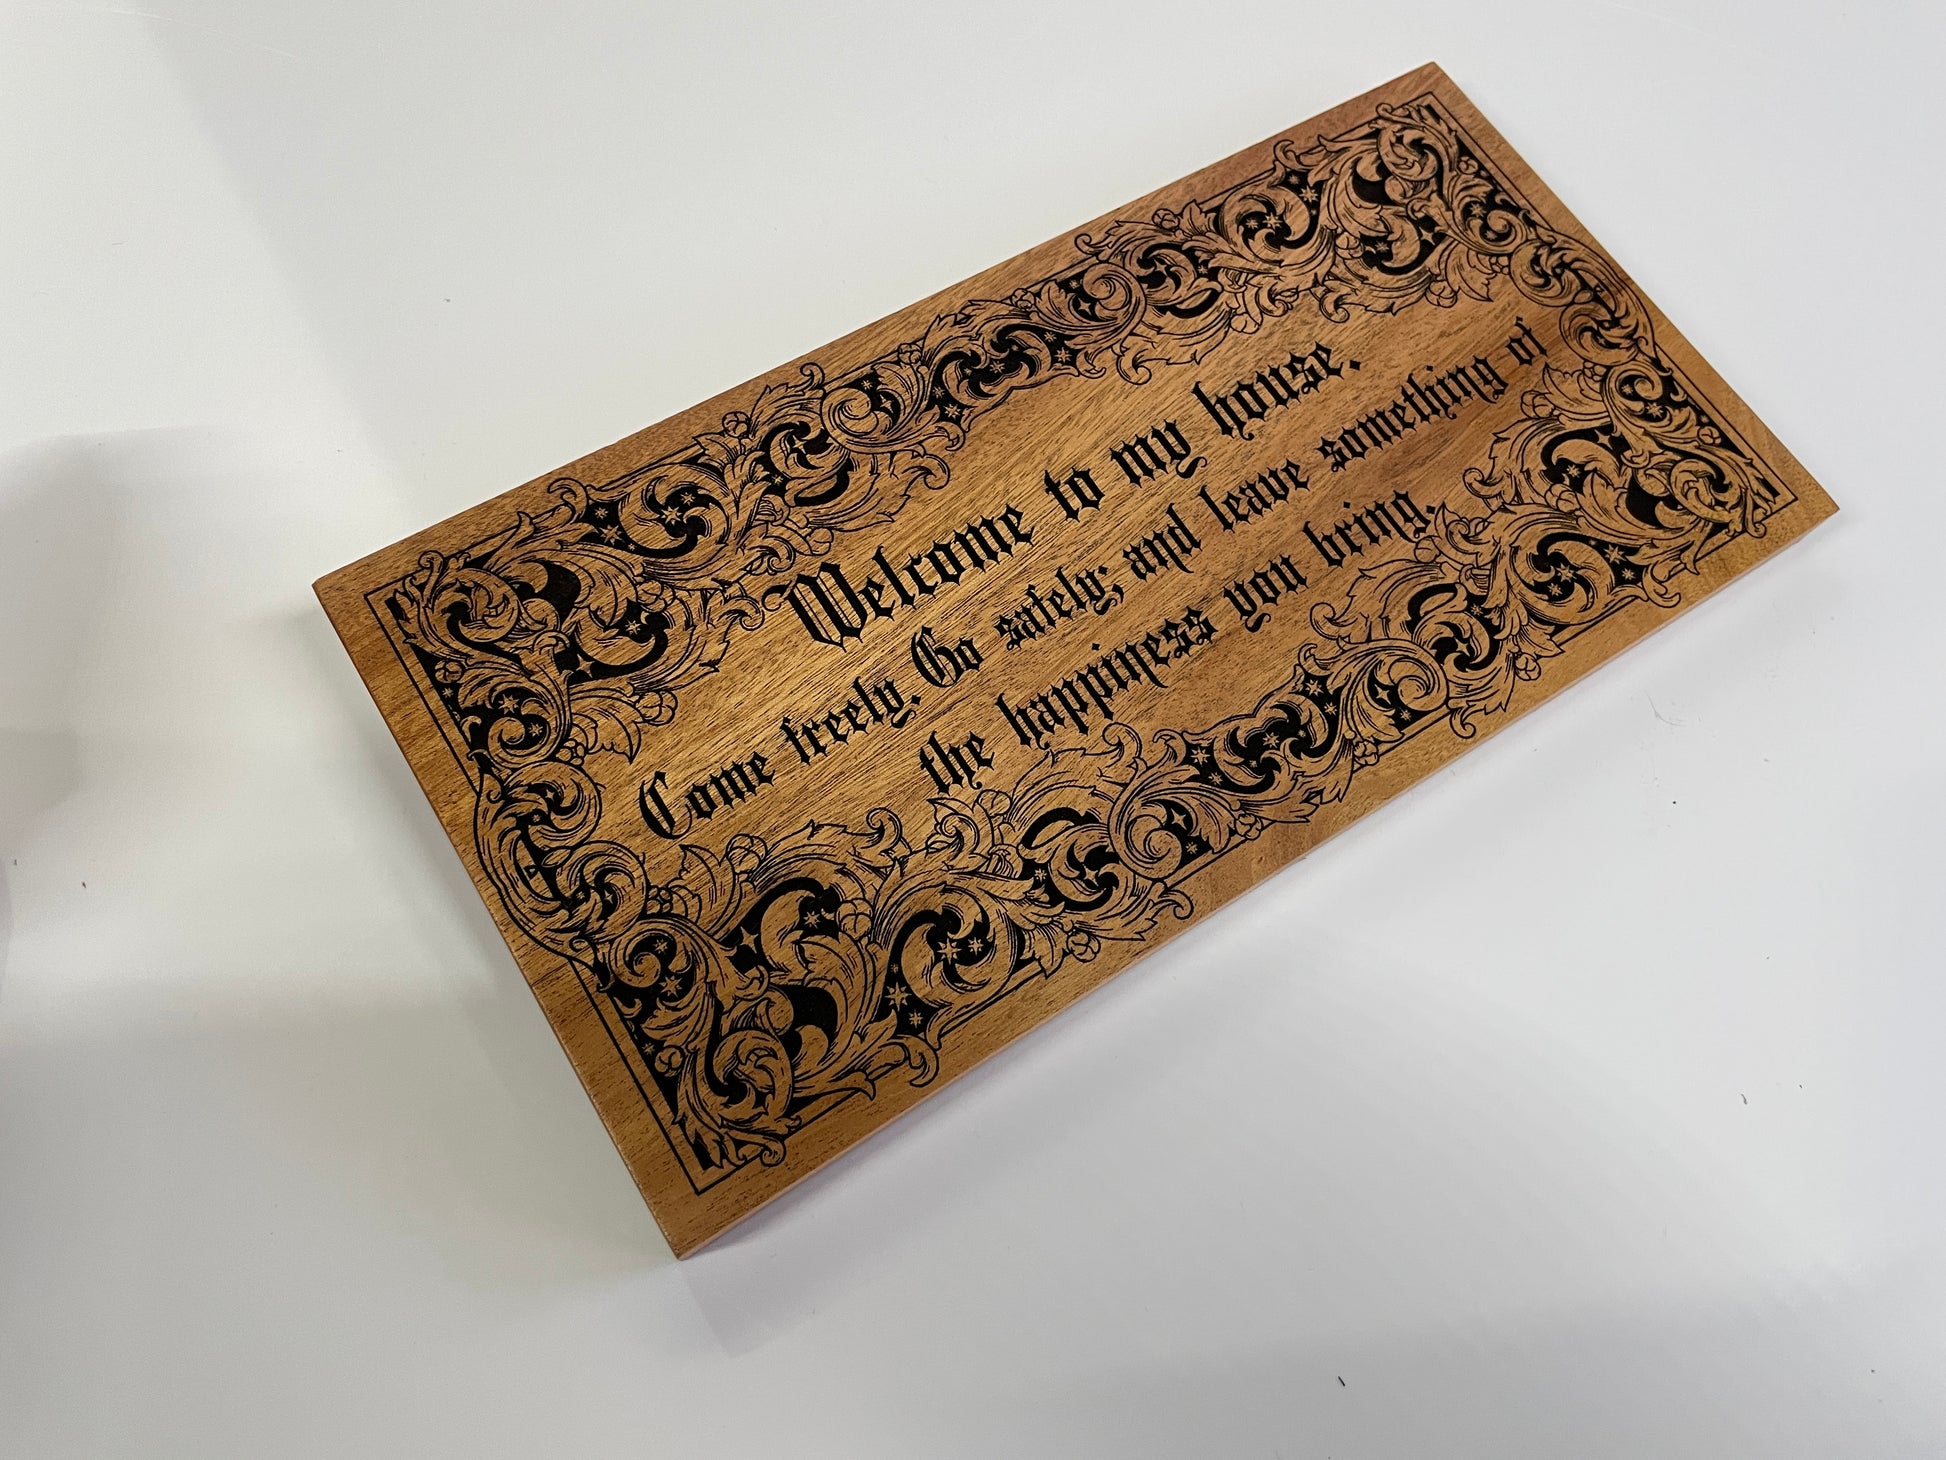 Welcome to my house.
Come freely. Go safely; and leave something of
the happiness you bring.